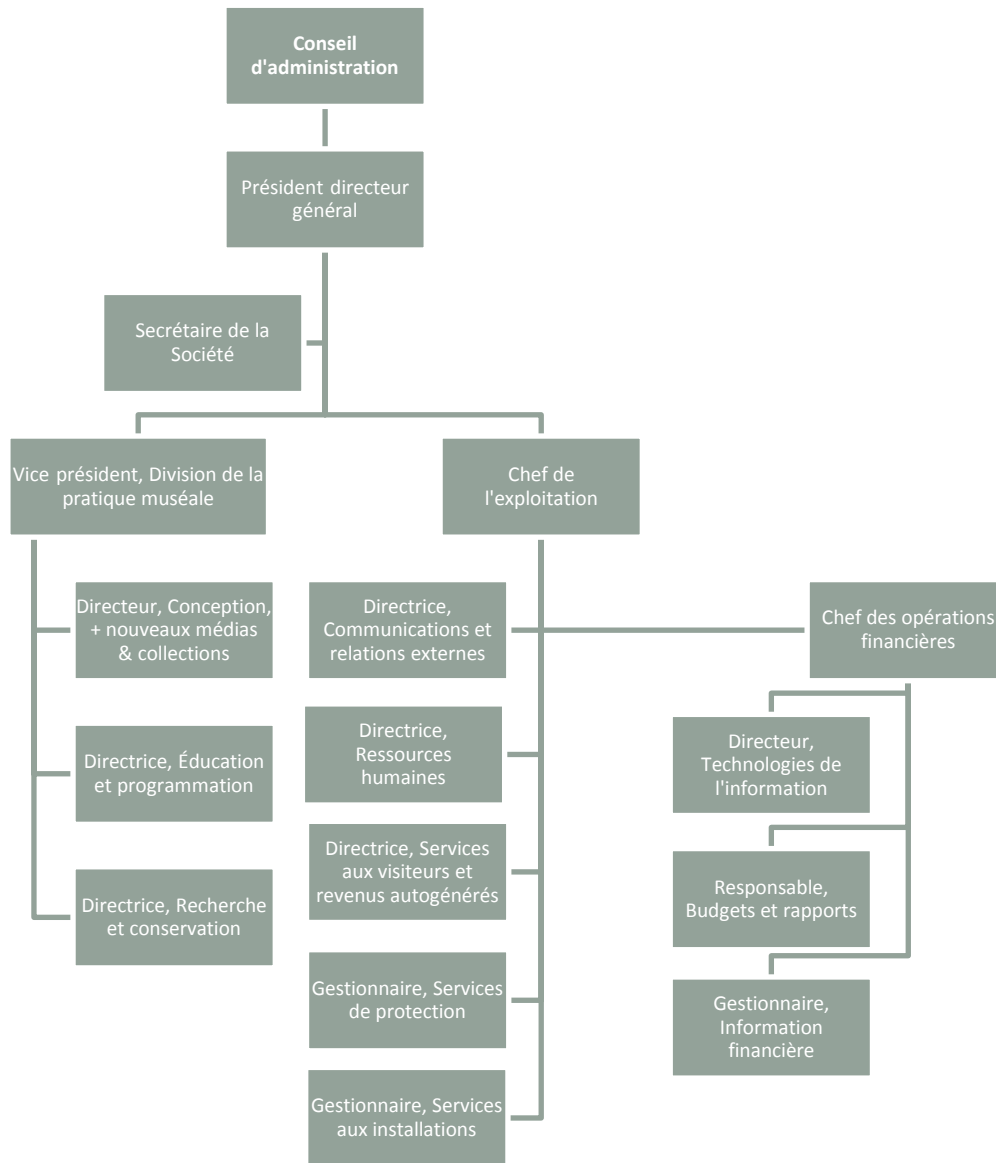 Conseil
d'administration
Président directeur
général
Secrétaire de la
Société
Vice président, Division de la
pratique muséale
Chef de
l'exploitation
Directeur, Conception,
+ nouveaux médias
& collections
Directrice, Éducation
et programmation
Directrice, Recherche
et conservation
Directrice,
Communications et
relations externes
Directrice,
Ressources
humaines
Directrice, Services
aux visiteurs et
revenus autogénérés
Gestionnaire, Services
de protection
Gestionnaire, Services
aux installations
Chef des opérations
financières
Directeur,
Technologies de
l'information
Responsable,
Budgets et rapports
Gestionnaire,
Information
financière